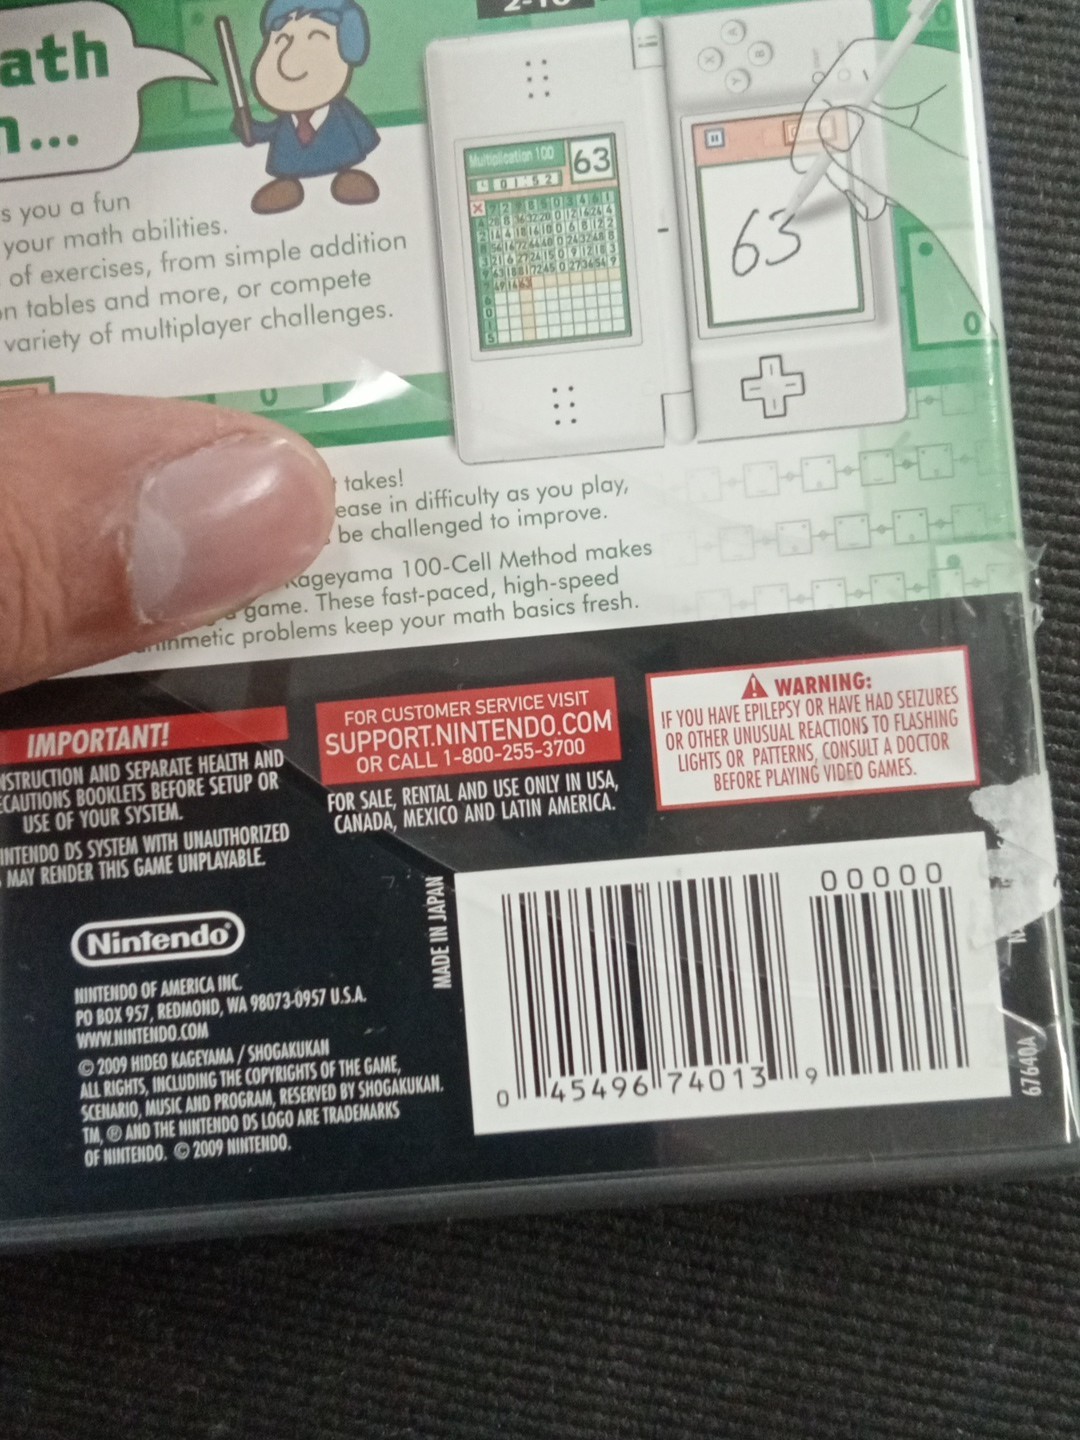 ath
n...
s you a fun
your math abilities.
of exercises, from simple addition
n tables and more, or compete
variety of multiplayer challenges.
Multiplication 100
63
01:52
X Y A B
63
0
0
takes!
ease in difficulty as you play,
be challenged to improve.
Kageyama 100-Cell Method makes
a game. These fast-paced, high-speed
problems keep your math basics fresh.
IMPORTANT!
NSTRUCTION AND SEPARATE HEALTH AND
ECAUTIONS BOOKLETS BEFORE SETUP OR
USE OF YOUR SYSTEM.
INTENDO DS SYSTEM WITH UNAUTHORIZED
MAY RENDER THIS GAME UNPLAYABLE.
FOR CUSTOMER SERVICE VISIT
SUPPORT.NINTENDO.COM
OR CALL 1-800-255-3700
FOR SALE, RENTAL AND USE ONLY IN USA,
CANADA, MEXICO AND LATIN AMERICA.
WARNING:
IF YOU HAVE EPILEPSY OR HAVE HAD SEIZURES
OR OTHER UNUSUAL REACTIONS TO FLASHING
LIGHTS OR PATTERNS, CONSULT A DOCTOR
BEFORE PLAYING VIDEO GAMES.
Nintendo®
NINTENDO OF AMERICA INC.
PO BOX 957, REDMOND, WA 98073-0957 U.S.A.
WWW.NINTENDO.COM
© 2009 HIDEO KAGEYAMA / SHOGAKUKAN
ALL RIGHTS, INCLUDING THE COPYRIGHTS OF THE GAME,
SCENARIO, MUSIC AND PROGRAM, RESERVED BY SHOGAKUKAN.
TM, ® AND THE NINTENDO DS LOGO ARE TRADEMARKS
OF NINTENDO. © 2009 NINTENDO.
MADE IN JAPAN
00000
0 45496 74013 9
67640A